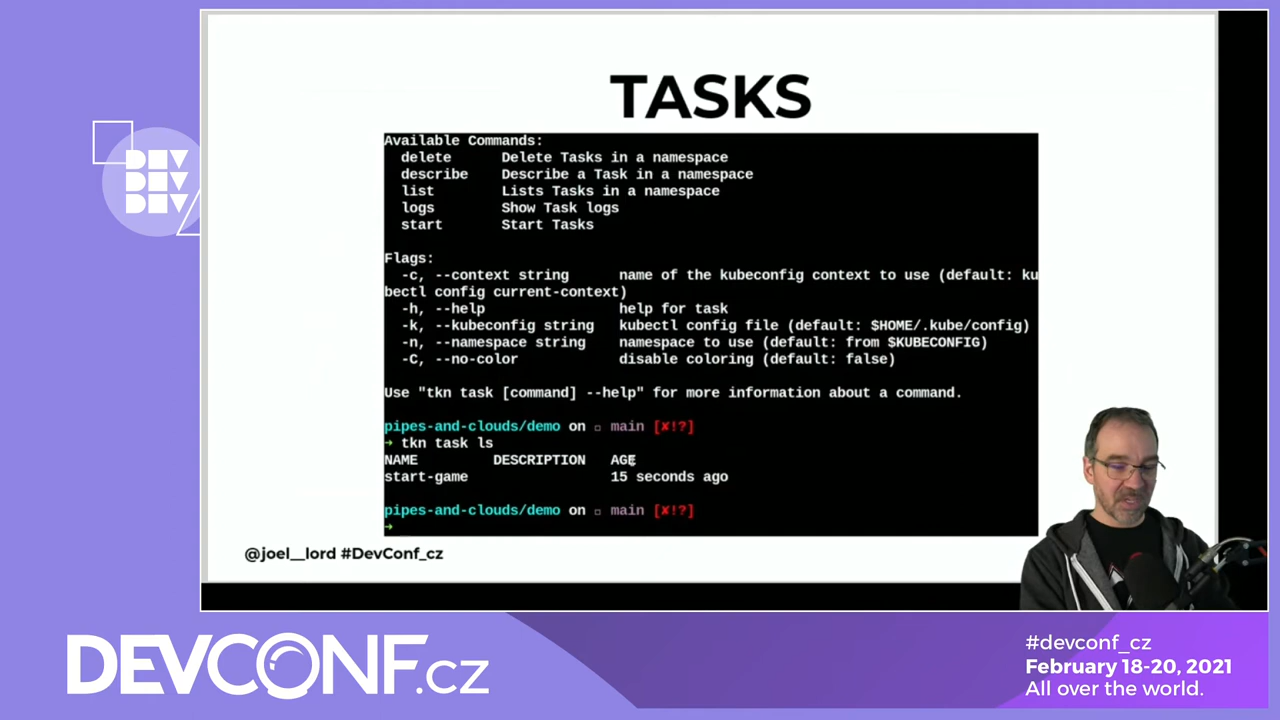 TASKS
Available Commands:
delete Delete Tasks in a namespace
describe Describe a Task in a namespace
list Lists Tasks in a namespace
logs Show Task logs
start Start Tasks
Flags:
-c, --context string name of the kubeconfig context to use (default: ku
bectl config current-context)
-h, --help help for task
-k, --kubeconfig string kubectl config file (default: $HOME/.kube/config)
-n, --namespace string namespace to use (default: from $KUBECONFIG)
-C, --no-color disable coloring (default: false)
Use "tkn task [command] --help" for more information about a command.
pipes-and-clouds/demo on □ main [✘!?]
➜ tkn task ls
NAME DESCRIPTION AGE
start-game 15 seconds ago
pipes-and-clouds/demo on □ main [✘!?]
➜
@joel__lord #DevConf_cz
DEV
DEV
DEV
DEVCONF.cz
#devconf_cz
February 18-20, 2021
All over the world.